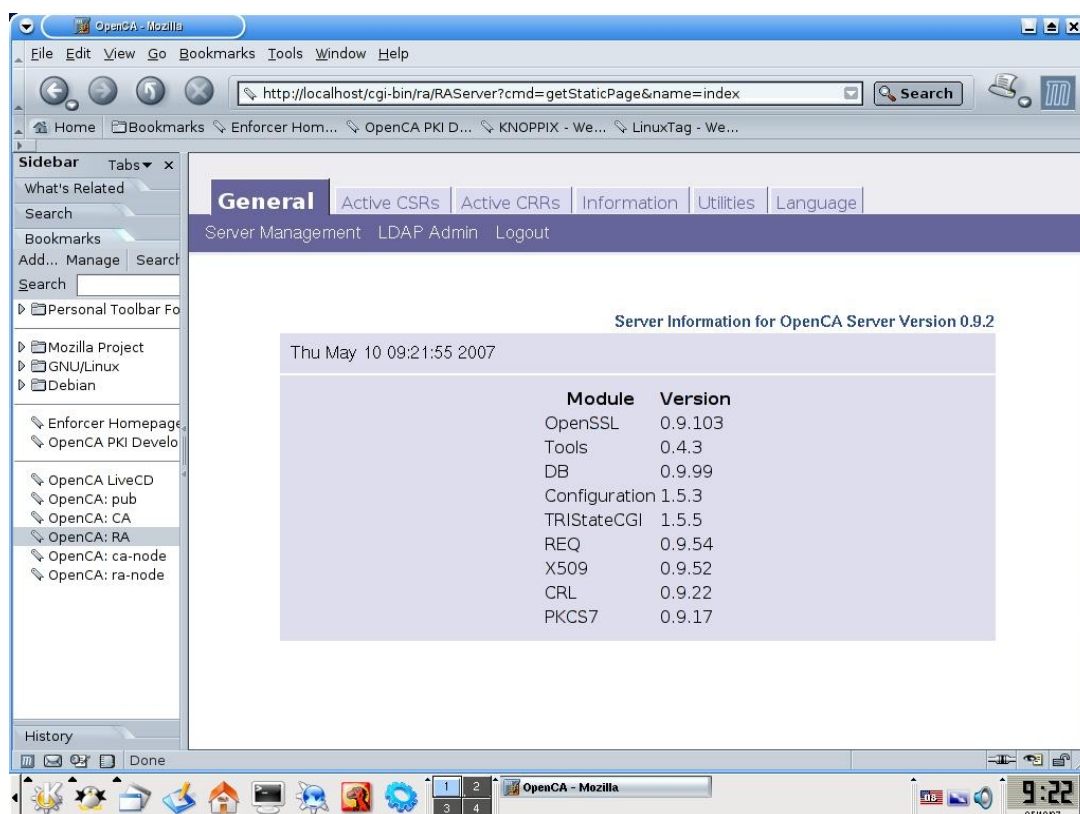 OpenCA - Mozilla
File Edit View Go Bookmarks Tools Window Help
http://localhost/cgi-bin/ra/RAServer?cmd=getStaticPage&name=index
Search
Home Bookmarks Enforcer Hom... OpenCA PKI D... KNOPPIX - We... LinuxTag - We...
Sidebar Tabs x
What's Related
Search
Bookmarks
Add... Manage Search
Search
Personal Toolbar Fo
Mozilla Project
GNU/Linux
Debian
Enforcer Homepage
OpenCA PKI Develo
OpenCA LiveCD
OpenCA: pub
OpenCA: CA
OpenCA: RA
OpenCA: ca-node
OpenCA: ra-node
History
General Active CSRs Active CRRs Information Utilities Language
Server Management LDAP Admin Logout
Server Information for OpenCA Server Version 0.9.2
Thu May 10 09:21:55 2007
Module Version
OpenSSL 0.9.103
Tools 0.4.3
DB 0.9.99
Configuration 1.5.3
TRIStateCGI 1.5.5
REQ 0.9.54
X509 0.9.52
CRL 0.9.22
PKCS7 0.9.17
Done
1 2
3 4
OpenCA - Mozilla
us
9:22